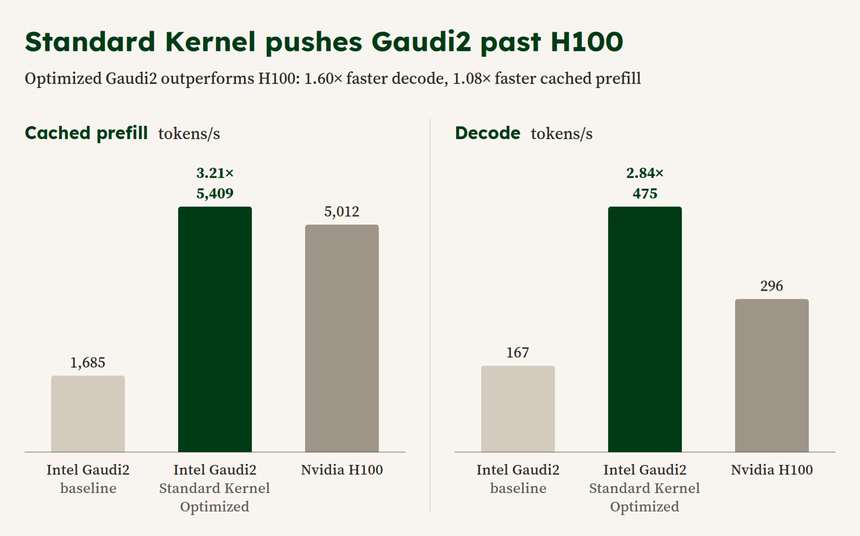 Standard Kernel pushes Gaudi2 past H100
Optimized Gaudi2 outperforms H100: 1.60× faster decode, 1.08× faster cached prefill
Cached prefill tokens/s
3.21×
5,409
5,012
1,685
Intel Gaudi2
baseline
Intel Gaudi2
Standard Kernel
Optimized
Nvidia H100
Decode tokens/s
2.84×
475
296
167
Intel Gaudi2
baseline
Intel Gaudi2
Standard Kernel
Optimized
Nvidia H100